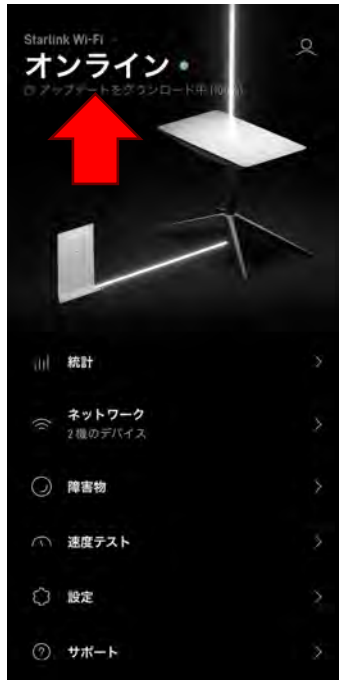 Starlink Wi-Fi
オンライン
アップデートをダウンロード中
統計
ネットワーク
2 機のデバイス
障害物
速度テスト
設定
サポート